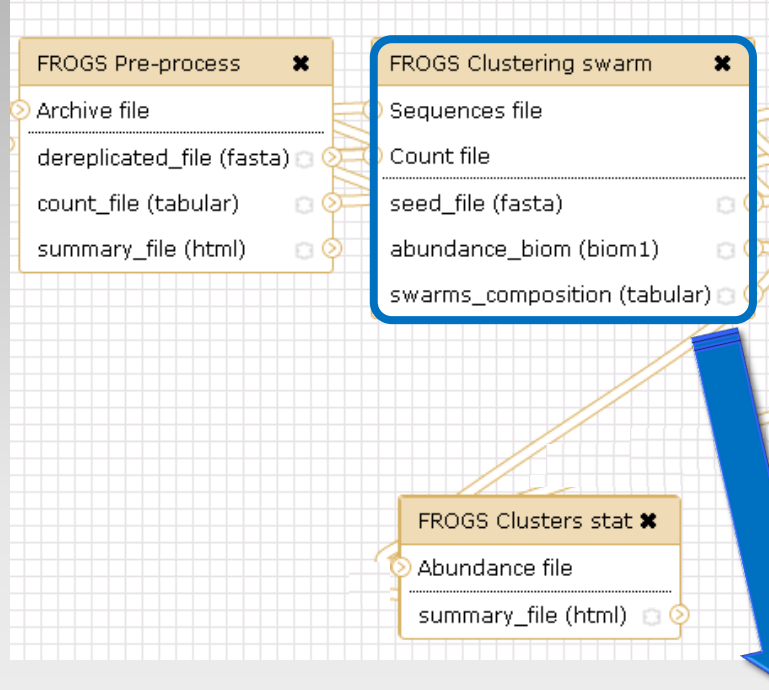 FROGS Pre-process ✖
Archive file
dereplicated_file (fasta)
count_file (tabular)
summary_file (html)
FROGS Clustering swarm ✖
Sequences file
Count file
seed_file (fasta)
abundance_biom (biom1)
swarms_composition (tabular)
FROGS Clusters stat ✖
Abundance file
summary_file (html)